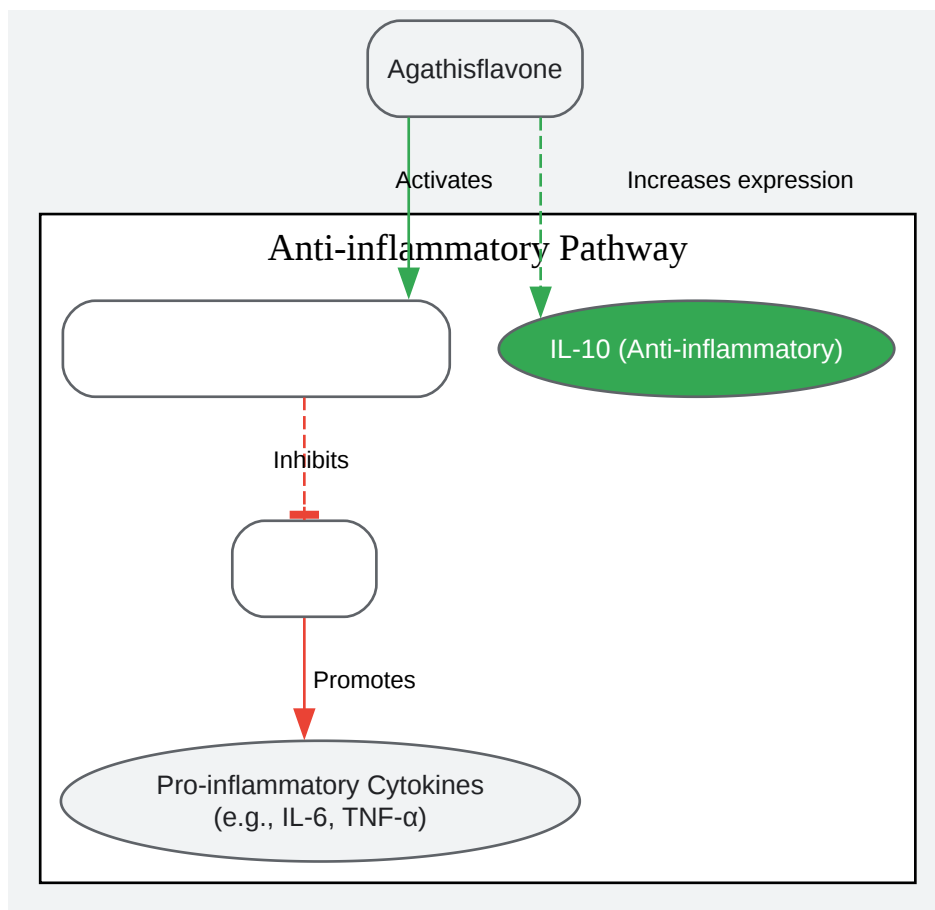 Agathisflavone
Activates
Increases expression
Anti-inflammatory Pathway
IL-10 (Anti-inflammatory)
Inhibits
Promotes
Pro-inflammatory Cytokines
(e.g., IL-6, TNF-α)